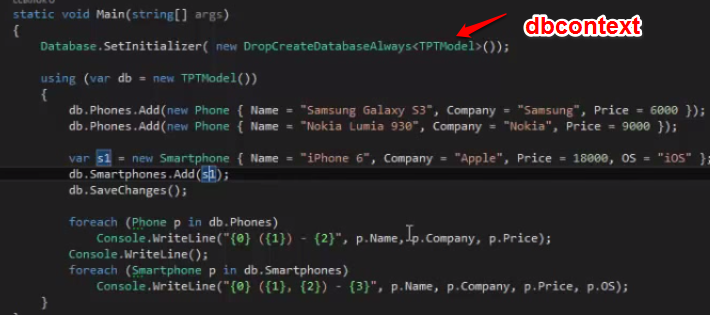 static void Main(string[] args)
dbcontext
{
Database.SetInitializer( new DropCreateDatabaseAlways<TPTModel>());
using (var db = new TPTModel())
{
db.Phones.Add(new Phone { Name = "Samsung Galaxy S3", Company = "Samsung", Price = 6000 });
db.Phones.Add(new Phone { Name = "Nokia Lumia 930", Company = "Nokia", Price = 9000 });
var s1 = new Smartphone { Name = "iPhone 6", Company = "Apple", Price = 18000, OS = "iOS" };
db.Smartphones.Add(s1);
db.SaveChanges();
foreach (Phone p in db.Phones)
Console.WriteLine("{0} ({1}) - {2}", p.Name, p.Company, p.Price);
Console.WriteLine();
foreach (Smartphone p in db.Smartphones)
Console.WriteLine("{0} ({1}, {2}) - {3}", p.Name, p.Company, p.Price, p.OS);
}
}